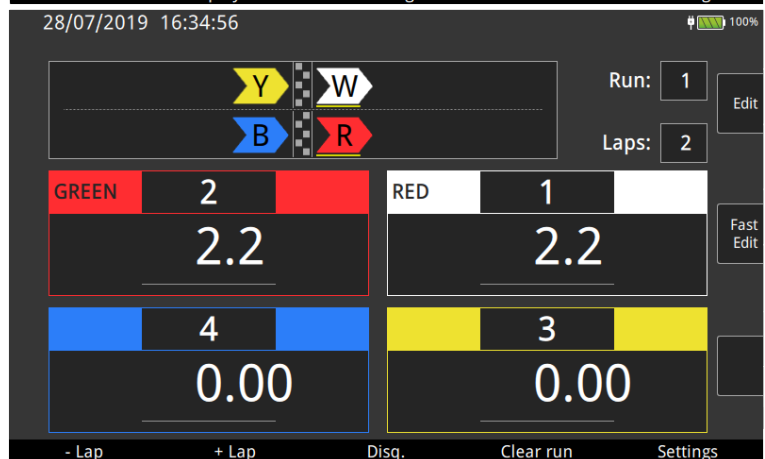 28/07/2019 16:34:56
100%
Y W
Run: 1
Edit
B R
Laps: 2
GREEN 2
RED 1
2.2
2.2
Fast
Edit
4
3
0.00
0.00
- Lap + Lap Disq. Clear run Settings